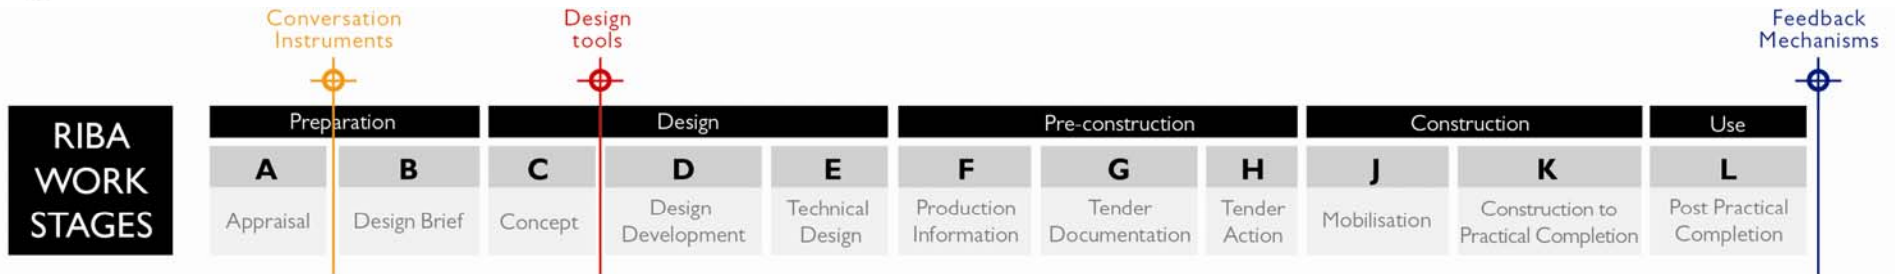 Conversation
Instruments
Design
tools
Feedback
Mechanisms
RIBA
WORK
STAGES
Preparation
Design
Pre-construction
Construction
Use
A
B
C
D
E
F
G
H
J
K
L
Appraisal
Design Brief
Concept
Design
Development
Technical
Design
Production
Information
Tender
Documentation
Tender
Action
Mobilisation
Construction to
Practical Completion
Post Practical
Completion